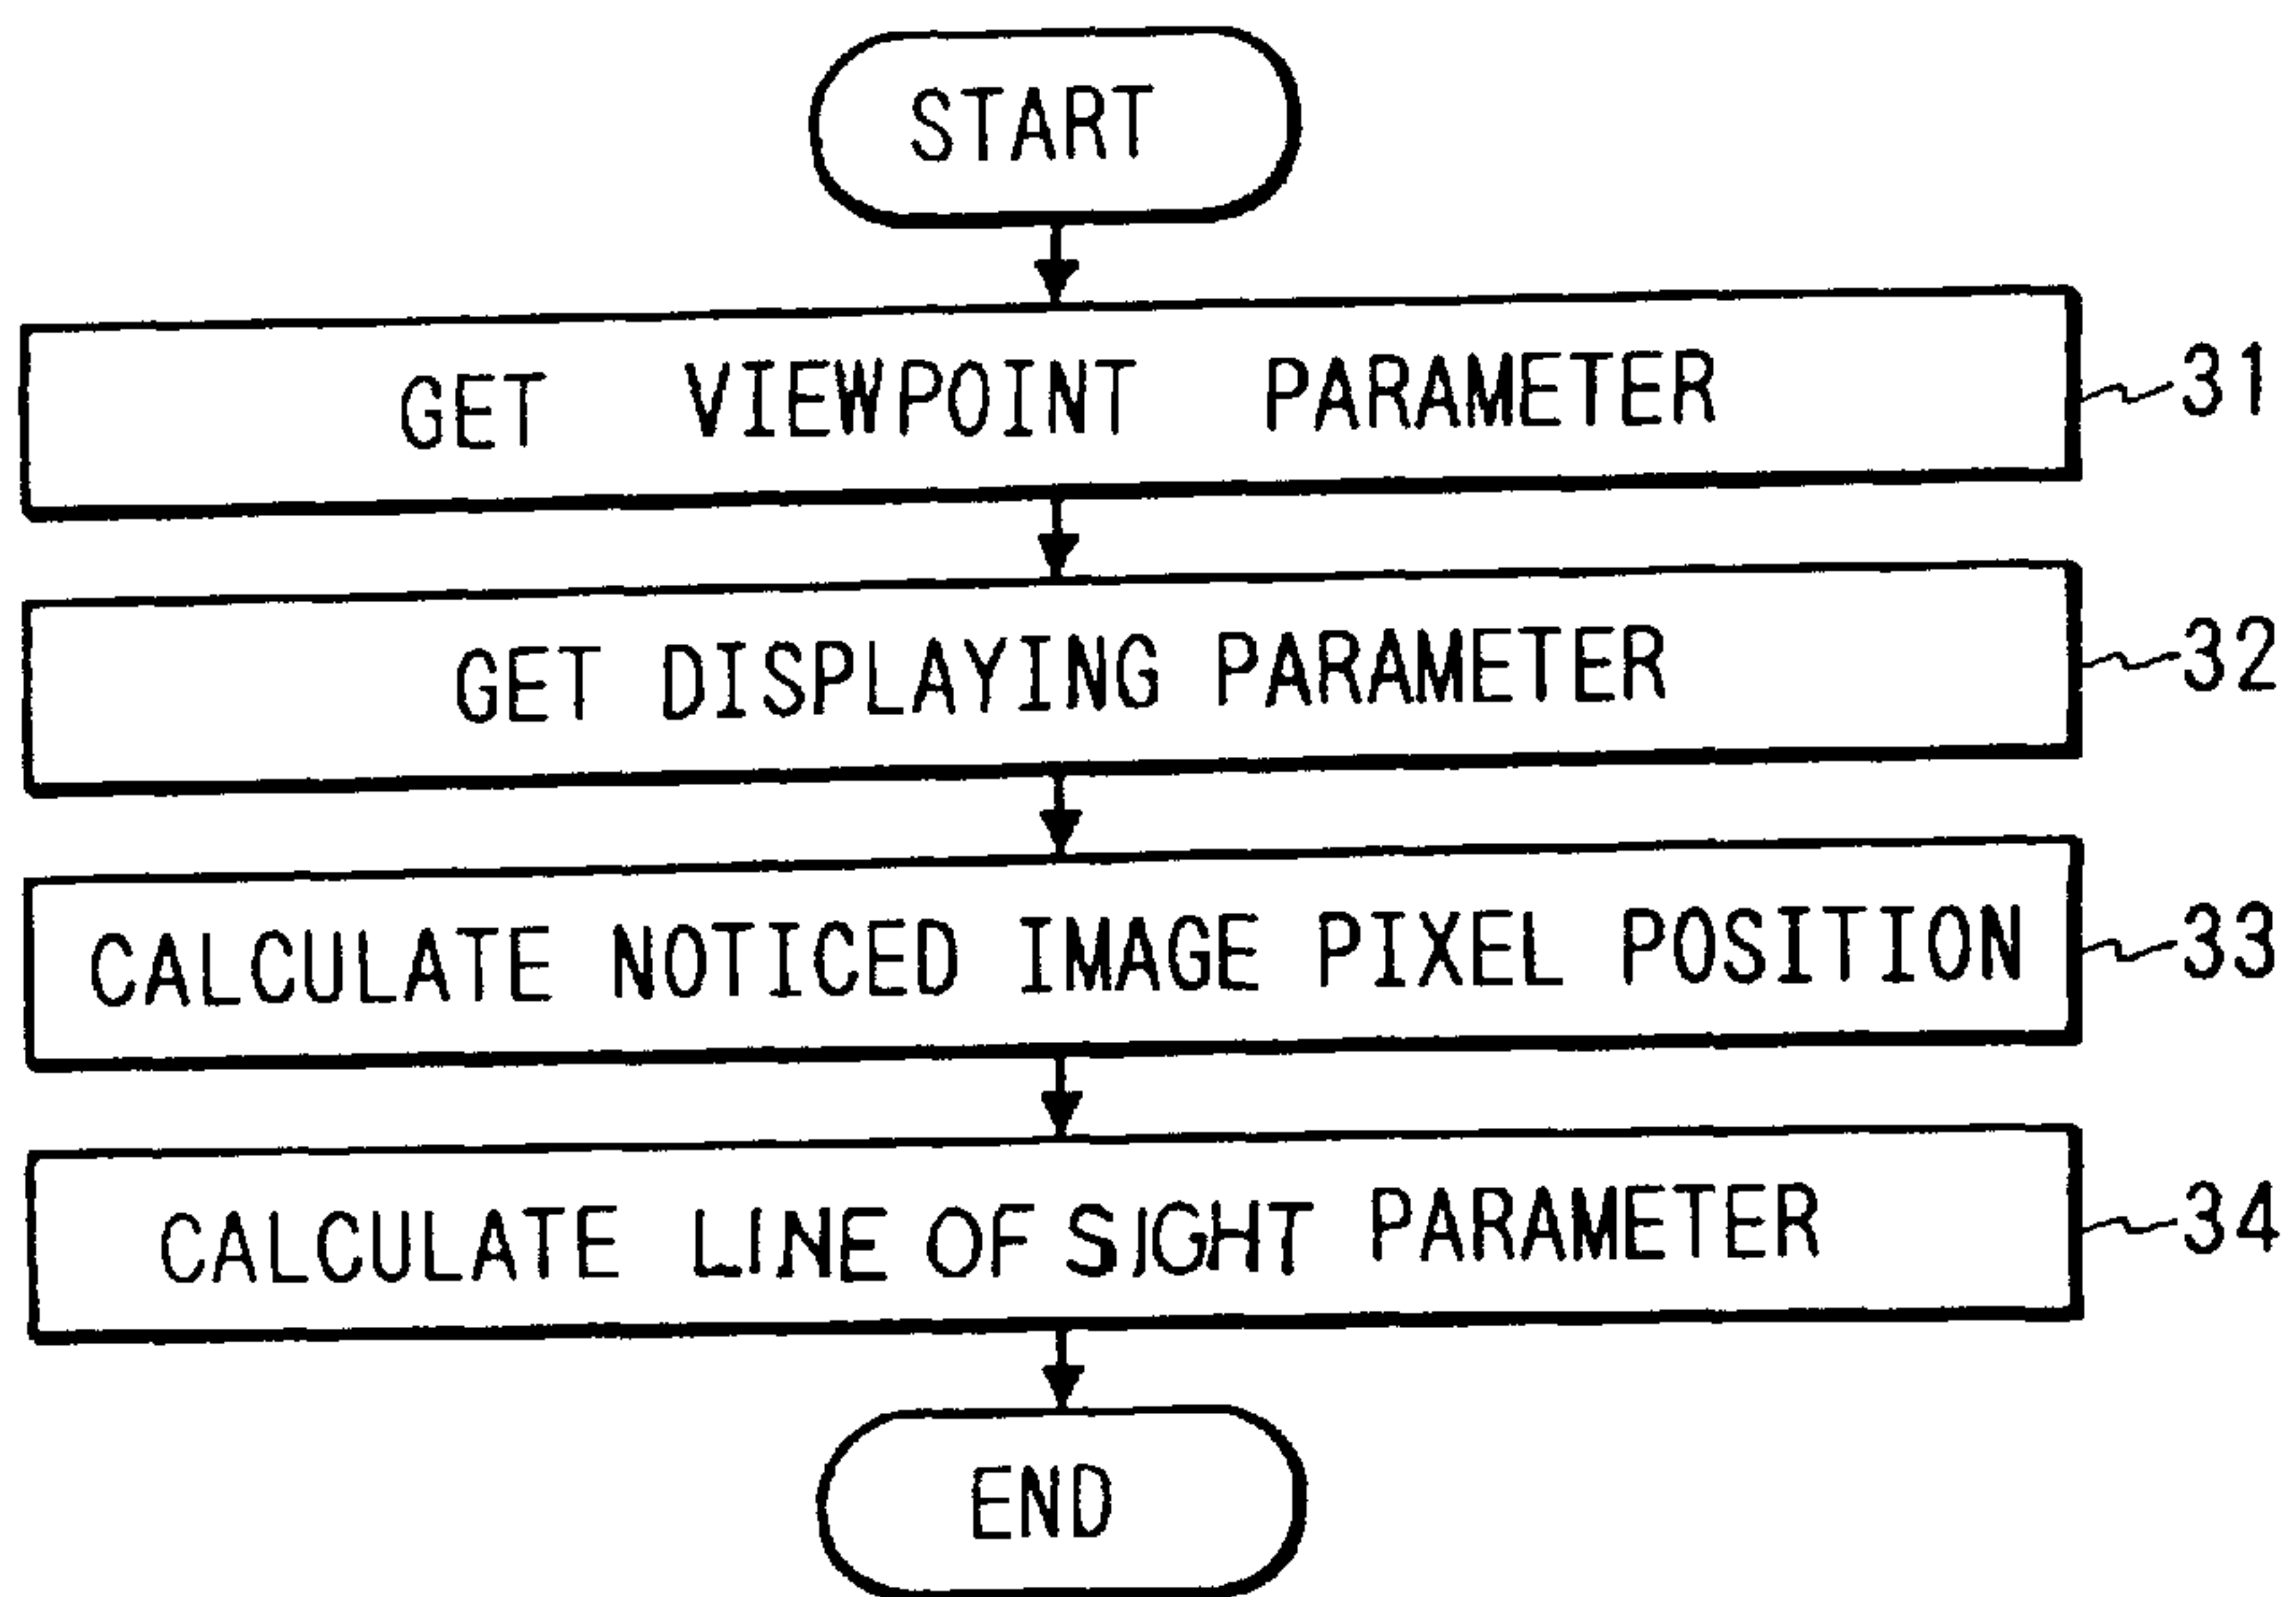 START
GET VIEWPOINT PARAMETER
31
GET DISPLAYING PARAMETER
32
CALCULATE NOTICED IMAGE PIXEL POSITION
33
CALCULATE LINE OF SIGHT PARAMETER
34
END